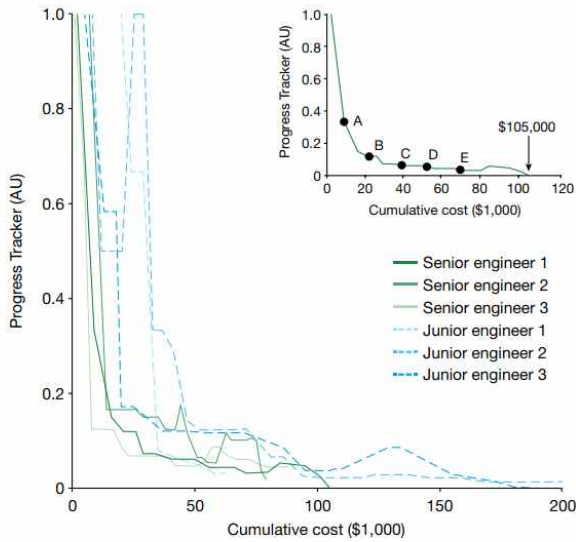 Progress Tracker (AU)
1.0
0.8
0.6
0.4
0.2
0
0
50
100
150
200
Cumulative cost ($1,000)
Progress Tracker (AU)
1.0
0.8
0.6
0.4
0.2
0
A
B
C
D
E
$105,000
0
20
40
60
80
100
120
Cumulative cost ($1,000)
Senior engineer 1
Senior engineer 2
Senior engineer 3
Junior engineer 1
Junior engineer 2
Junior engineer 3